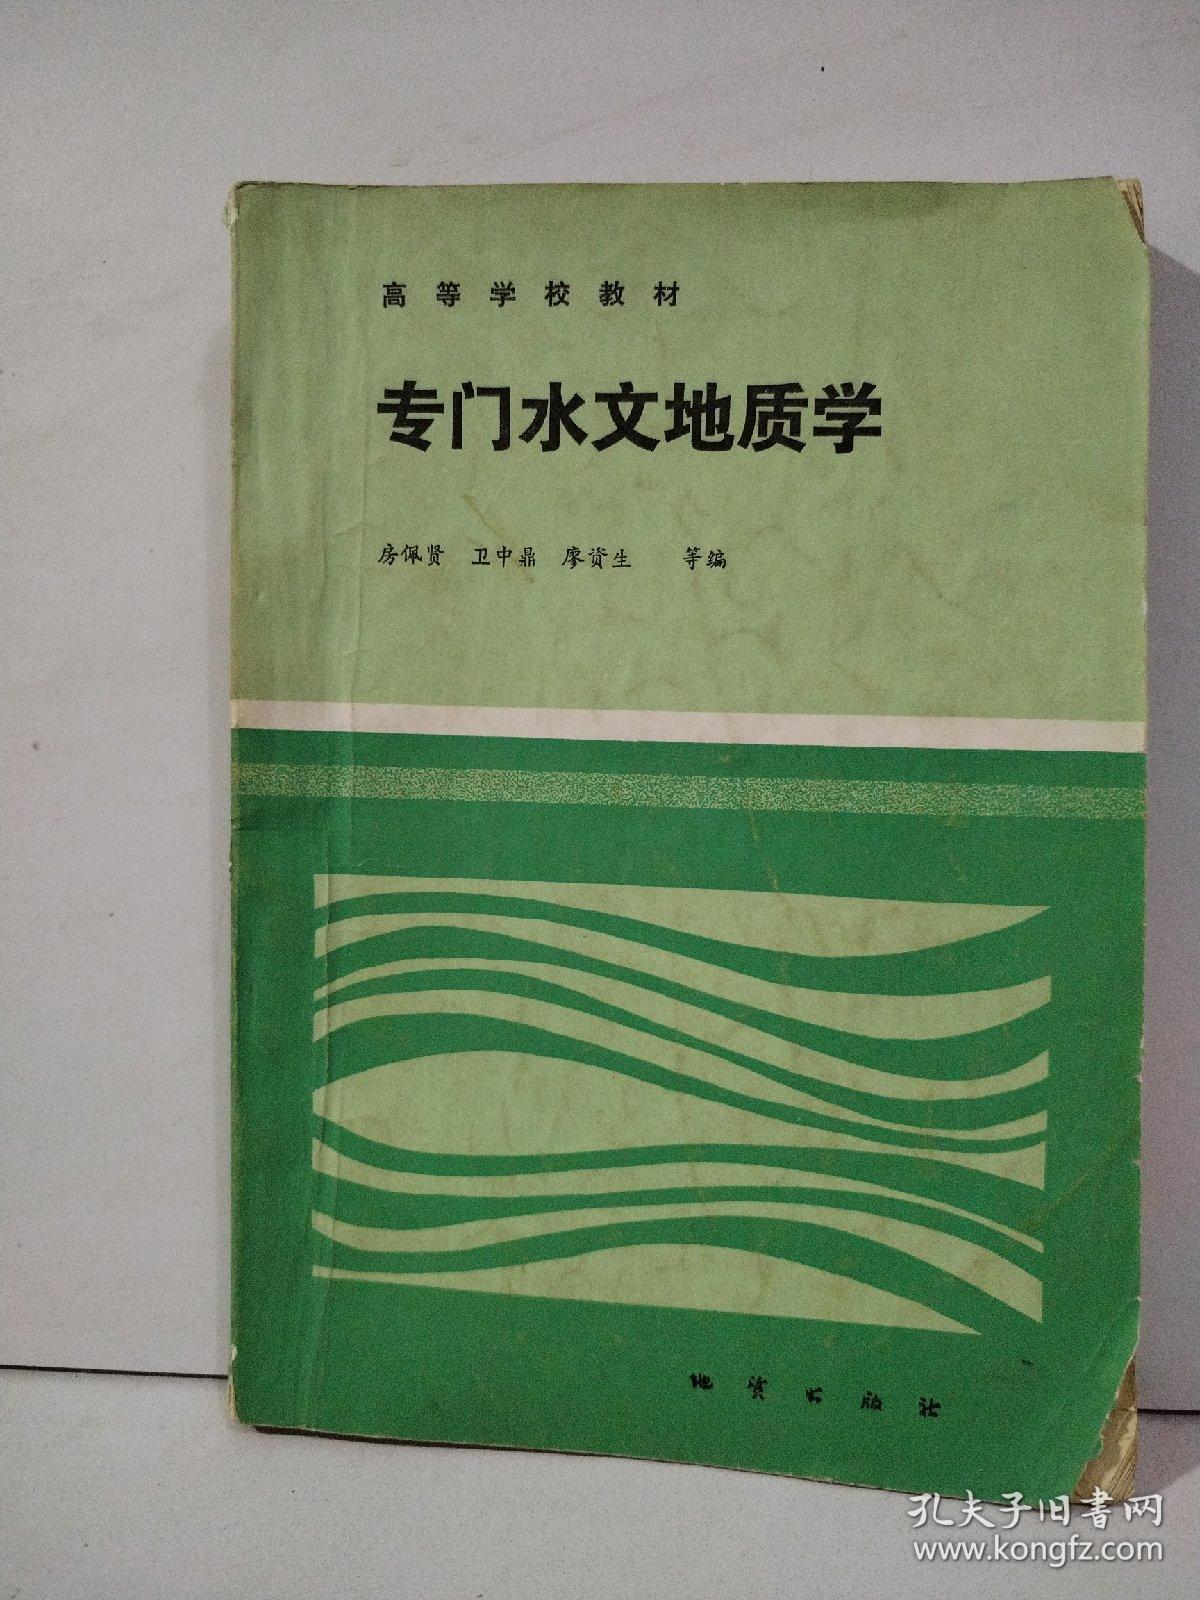 高等学校教材
专门水文地质学
房佩贤 卫中鼎 廖资生 等编
地质出版社
孔夫子旧书网
www.kongfz.com